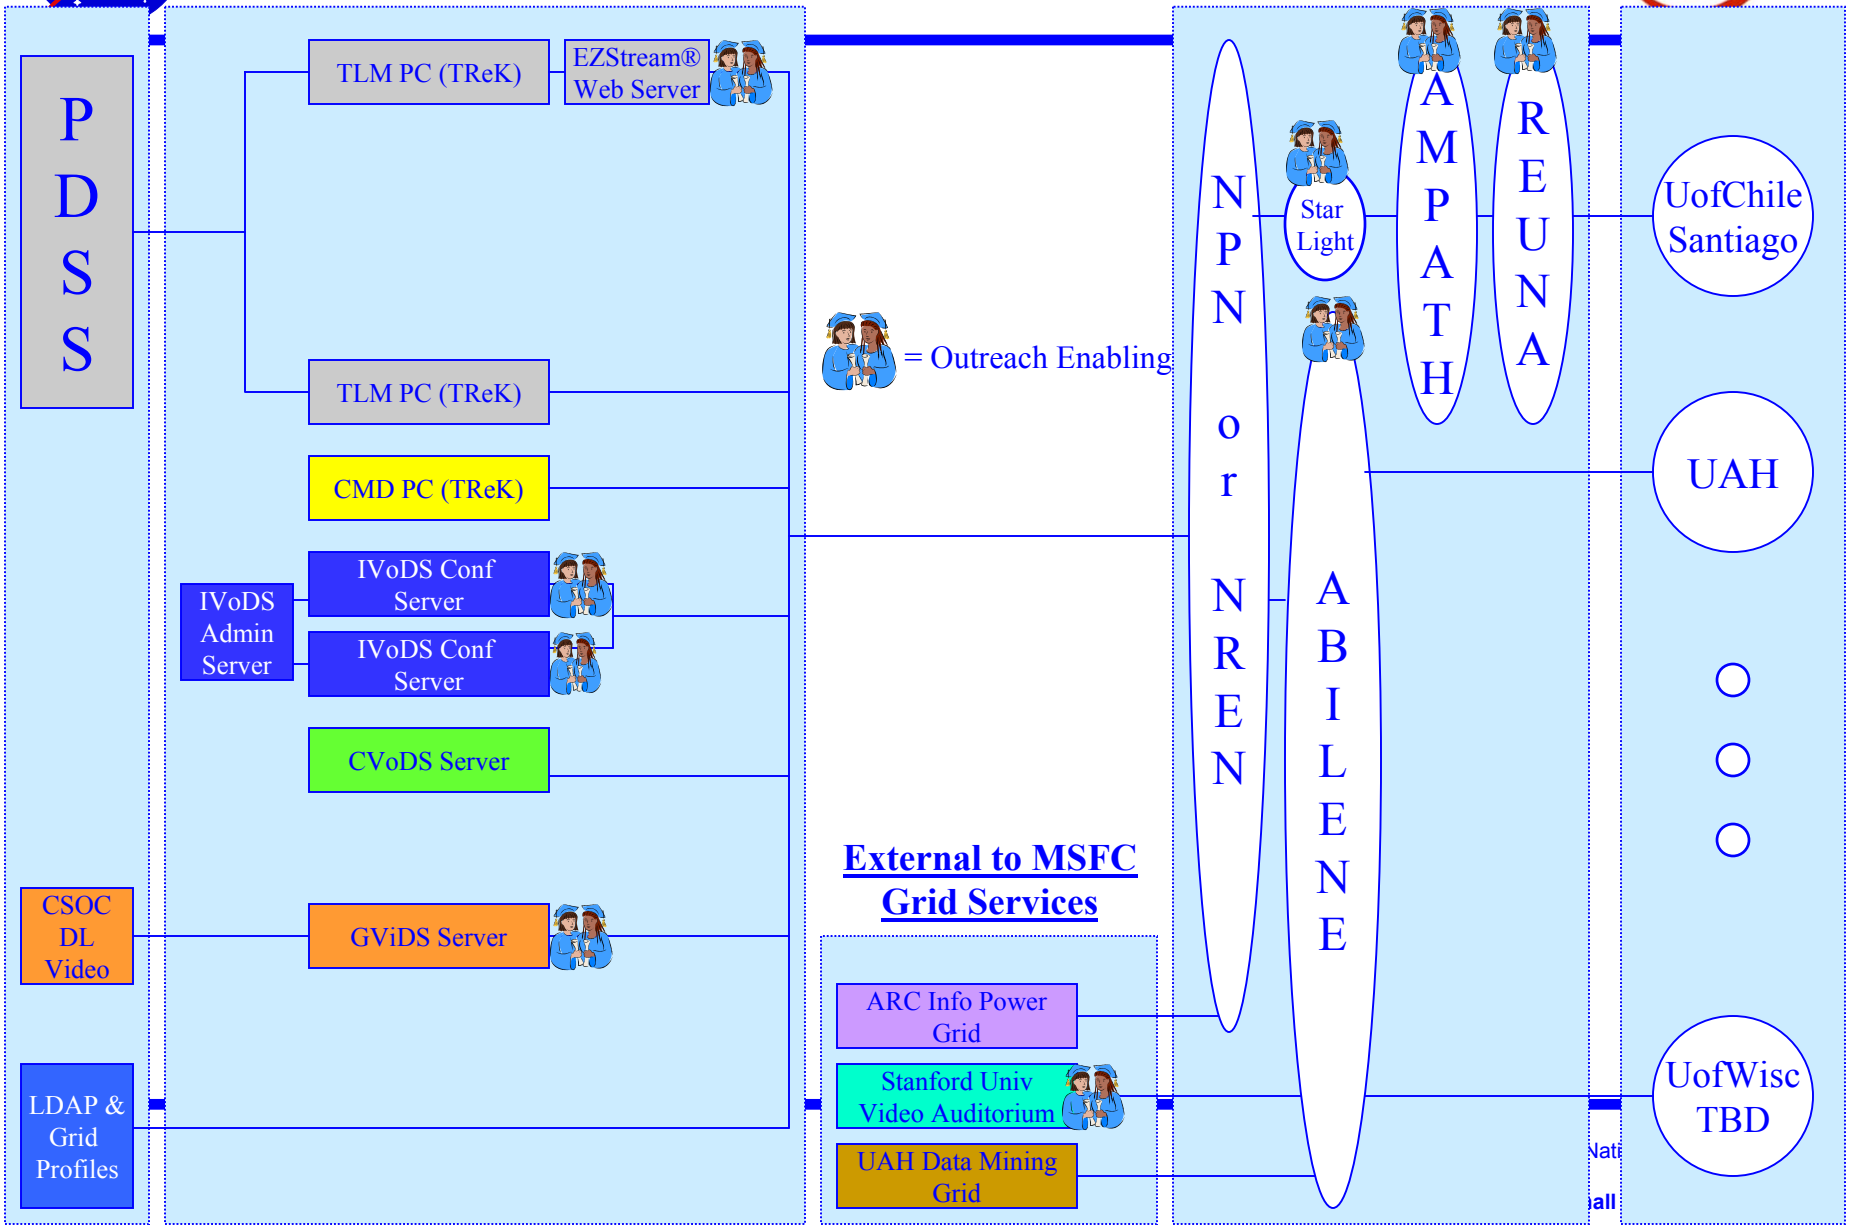 P
D
S
S
TLM PC (TReK)
EZStream®
Web Server
TLM PC (TReK)
CMD PC (TReK)
IVoDS
Admin
Server
IVoDS Conf
Server
IVoDS Conf
Server
CVoDS Server
CSOC
DL
Video
GViDS Server
LDAP &
Grid
Profiles
= Outreach Enabling
External to MSFC
Grid Services
ARC Info Power
Grid
Stanford Univ
Video Auditorium
UAH Data Mining
Grid
N
P
N
o
r
N
R
E
N
Star
Light
A
B
I
L
E
N
E
A
M
P
A
T
H
R
E
U
N
A
UofChile
Santiago
UAH
UofWisc
TBD